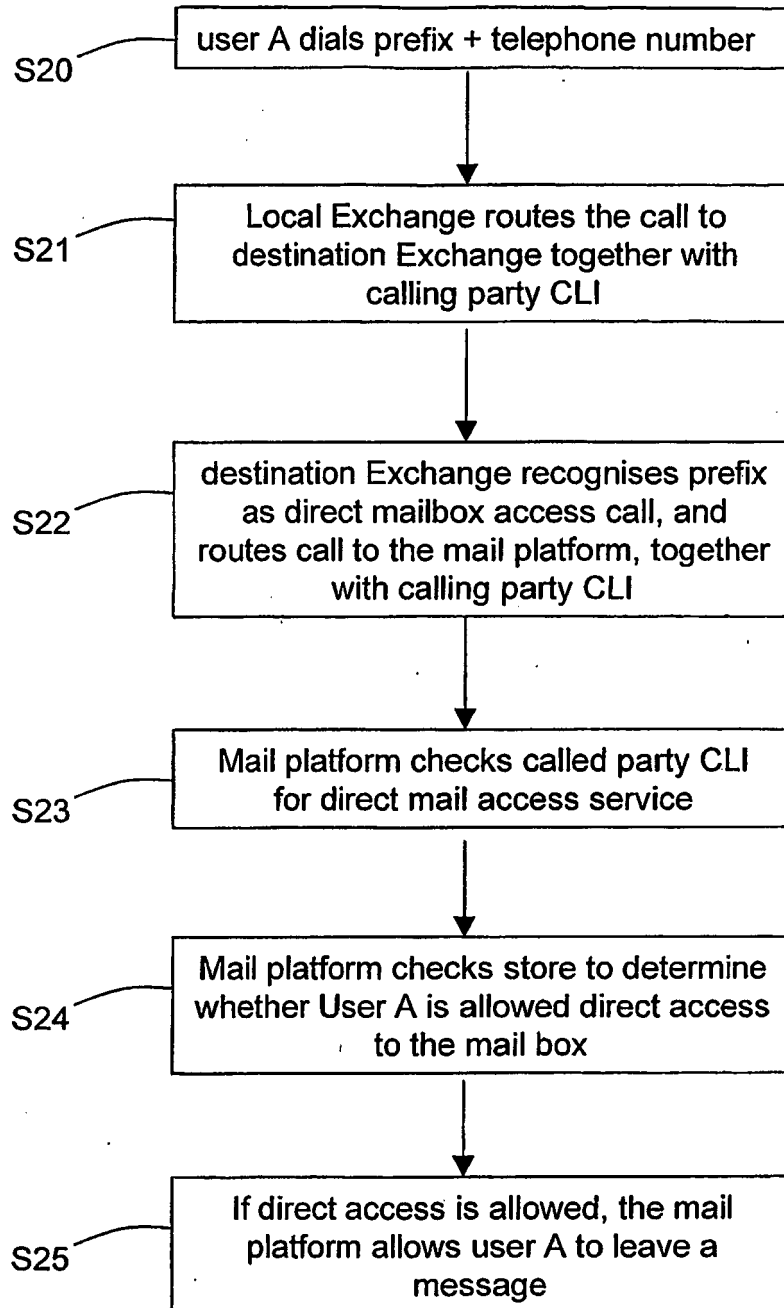 S20
user A dials prefix + telephone number
S21
Local Exchange routes the call to
destination Exchange together with
calling party CLI
S22
destination Exchange recognises prefix
as direct mailbox access call, and
routes call to the mail platform, together
with calling party CLI
S23
Mail platform checks called party CLI
for direct mail access service
S24
Mail platform checks store to determine
whether User A is allowed direct access
to the mail box
S25
If direct access is allowed, the mail
platform allows user A to leave a
message